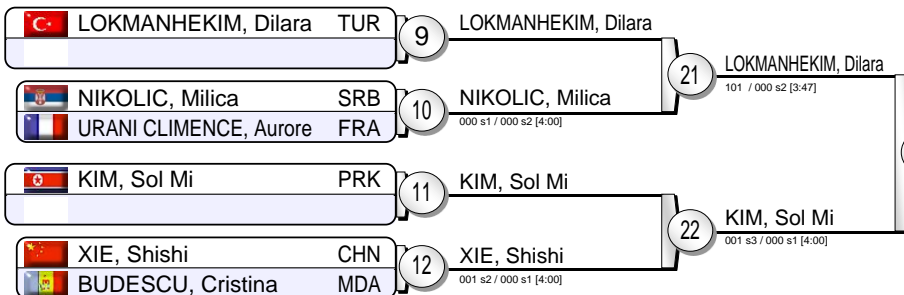 LOKMANHEKIM, Dilara TUR
9
LOKMANHEKIM, Dilara
NIKOLIC, Milica SRB
URANI CLIMENCE, Aurore FRA
10
NIKOLIC, Milica
000 s1 / 000 s2 [4:00]
21
LOKMANHEKIM, Dilara
101 / 000 s2 [3:47]
KIM, Sol Mi PRK
11
KIM, Sol Mi
XIE, Shishi CHN
BUDESCU, Cristina MDA
12
XIE, Shishi
001 s2 / 000 s1 [4:00]
22
KIM, Sol Mi
001 s3 / 000 s1 [4:00]